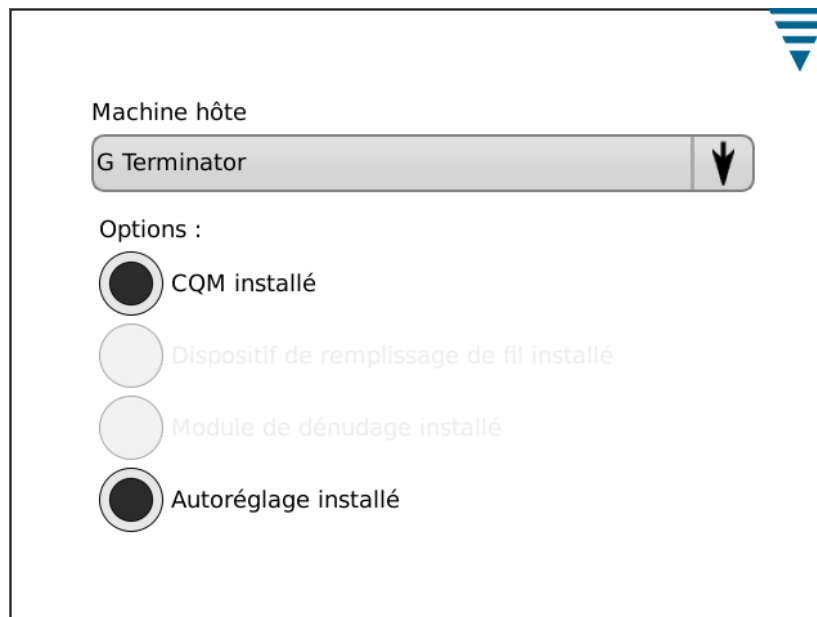 Machine hôte
G Terminator
Options :
CQM installé
Dispositif de remplissage de fil installé
Module de dénudage installé
Autoréglage installé